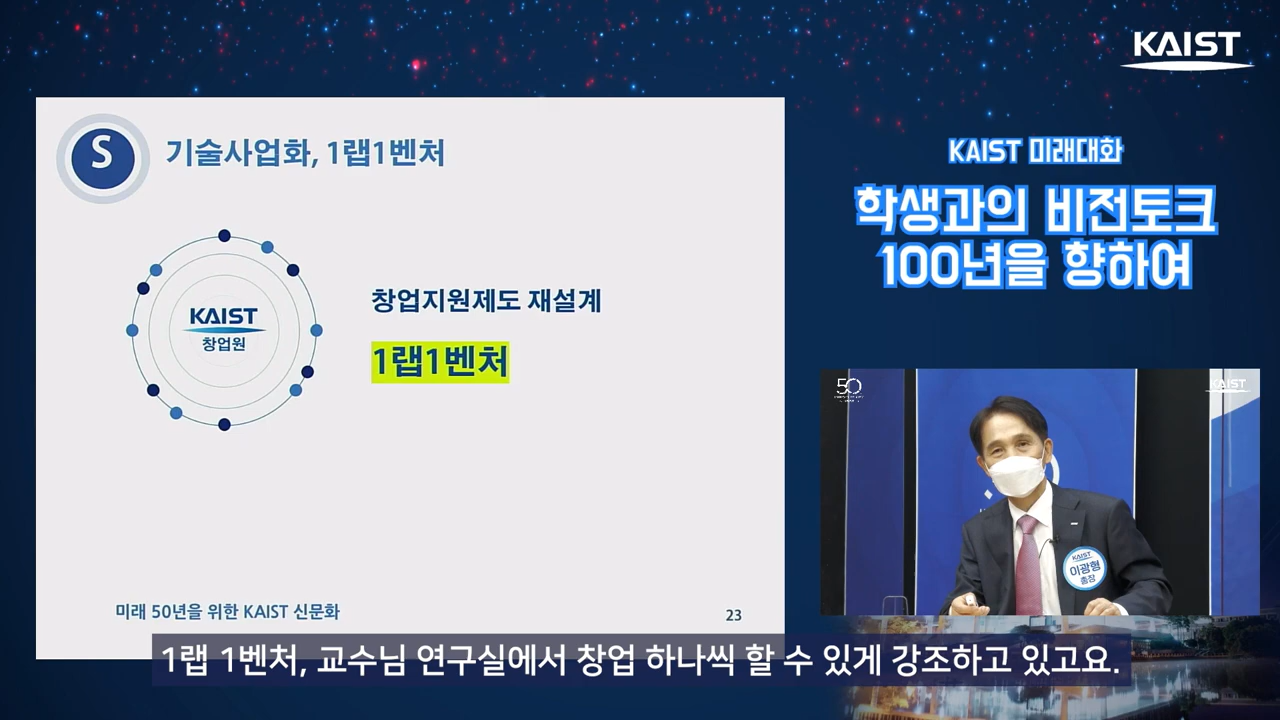 KAIST
S
기술사업화, 1랩1벤처
KAIST 미래대화
학생과의 비전토크
100년을 향하여
KAIST
창업원
창업지원제도 재설계
1랩1벤처
50
KAIST
KAIST
이광형
총장
미래 50년을 위한 KAIST 신문화
23
1랩 1벤처, 교수님 연구실에서 창업 하나씩 할 수 있게 강조하고 있고요.